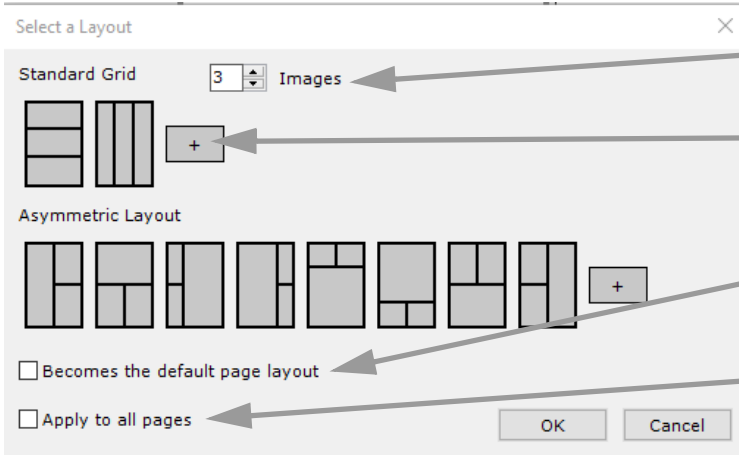 Select a Layout
Standard Grid 3 Images
+
Asymmetric Layout
+
Becomes the default page layout
Apply to all pages
OK Cancel